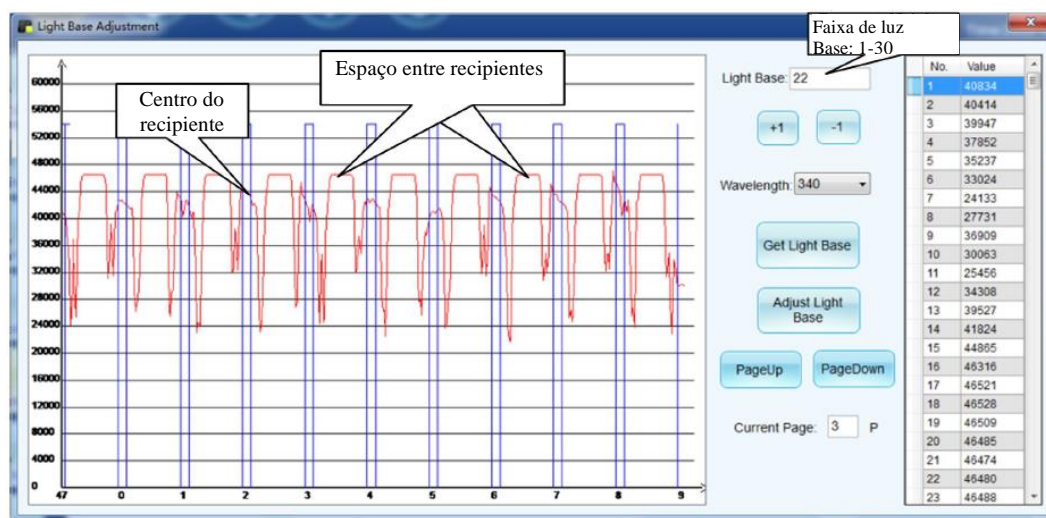 Light Base Adjustment
Faixa de luz
Base: 1-30
Espaço entre recipientes
Centro do
recipiente
60000
56000
52000
48000
44000
40000
36000
32000
28000
24000
20000
16000
12000
8000
4000
0
47 0 1 2 3 4 5 6 7 8 9
Light Base: 22
+1 -1
Wavelength: 340
Get Light Base
Adjust Light
Base
PageUp PageDown
Current Page: 3 P
No. Value
1 40834
2 40414
3 39947
4 37852
5 35237
6 33024
7 24133
8 27731
9 36909
10 30063
11 25456
12 34308
13 39527
14 41824
15 44865
16 46316
17 46521
18 46528
19 46509
20 46485
21 46474
22 46480
23 46488